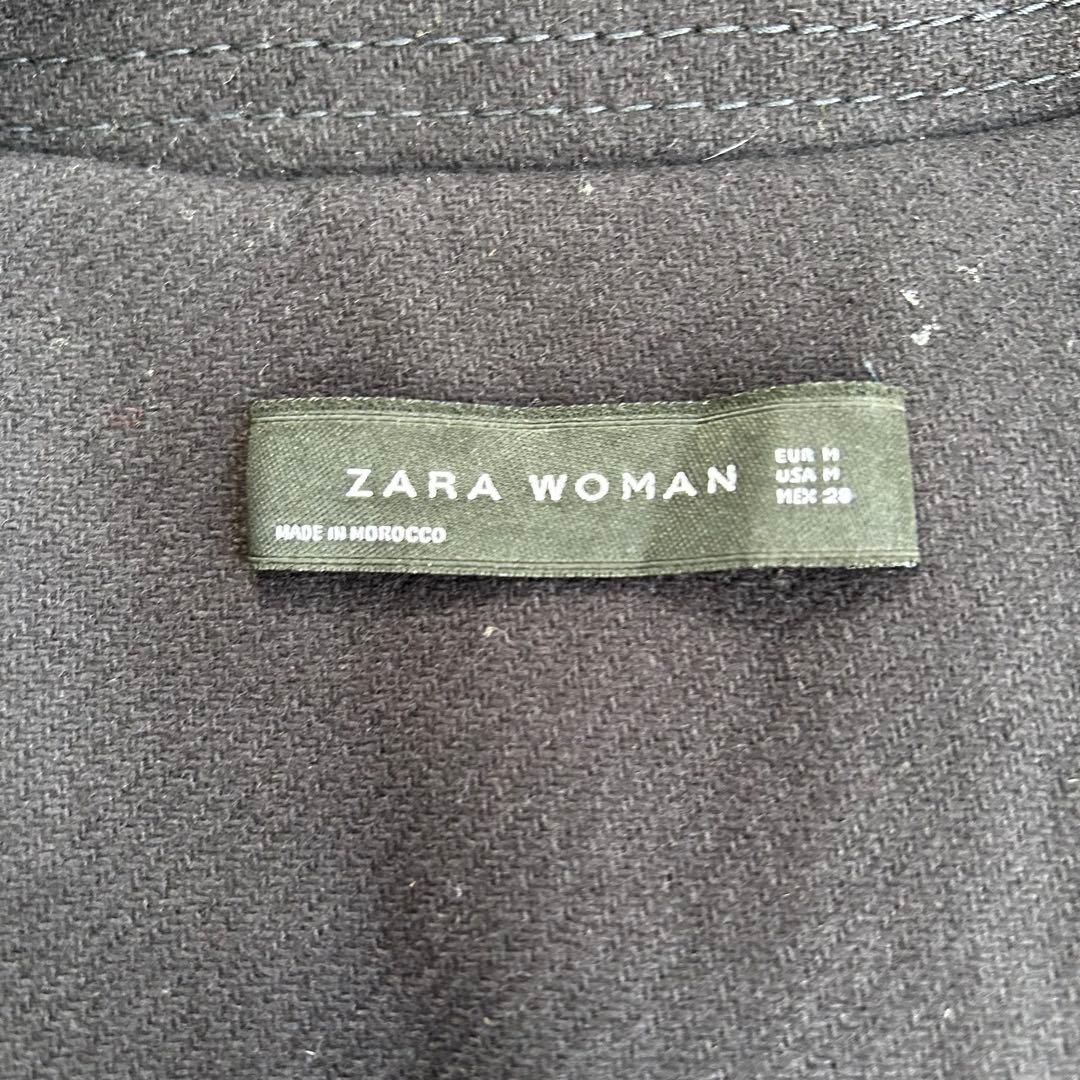 ZARA WOMAN
EUR M
USA M
MEX 28
MADE IN MOROCCO